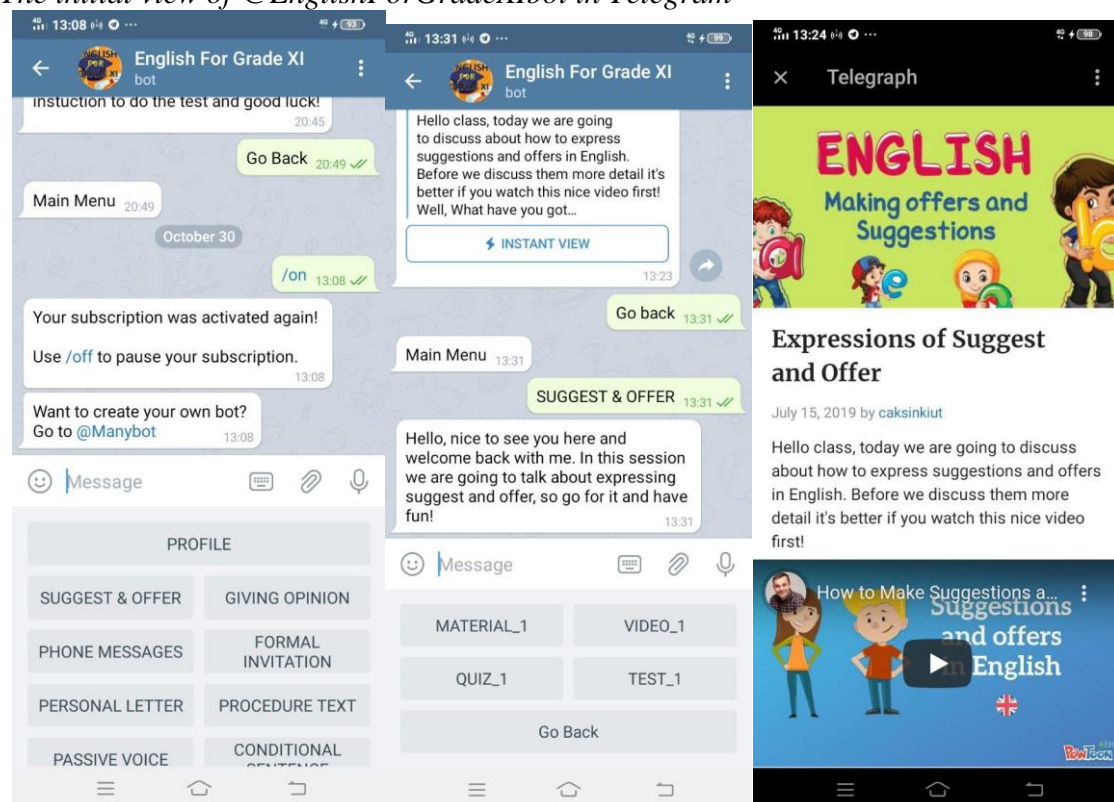 The initial view of @EnglishForGradeXIbot in Telegram
13:08
93
English For Grade XI
bot
instuction to do the test and good luck!
20:45
Go Back 20:49
Main Menu 20:49
October 30
/on 13:08
Your subscription was activated again!
Use /off to pause your subscription.
13:08
Want to create your own bot?
Go to @Manybot 13:08
Message
PROFILE
SUGGEST & OFFER GIVING OPINION
PHONE MESSAGES FORMAL
INVITATION
PERSONAL LETTER PROCEDURE TEXT
PASSIVE VOICE CONDITIONAL
SENTENCE
4G 13:31
99
English For Grade XI
bot
Hello class, today we are going
to discuss about how to express
suggestions and offers in English.
Before we discuss them more detail it's
better if you watch this nice video first!
Well, What have you got...
INSTANT VIEW
13:23
Go back 13:31
Main Menu 13:31
SUGGEST & OFFER 13:31
Hello, nice to see you here and
welcome back with me. In this session
we are going to talk about expressing
suggest and offer, so go for it and have
fun!
13:31
Message
MATERIAL_1 VIDEO_1
QUIZ_1 TEST_1
Go Back
4G 13:24
98
Telegraph
ENGLISH
Making offers and
Suggestions
Expressions of Suggest
and Offer
July 15, 2019 by caksinkiut
Hello class, today we are going to discuss
about how to express suggestions and offers
in English. Before we discuss them more
detail it's better if you watch this nice video
first!
How to Make Suggestions a...
Suggestions
and offers
in English
PowToon